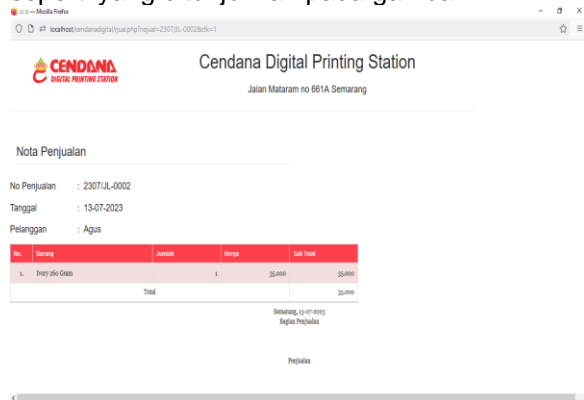 :: :: — Mozilla Firefox
localhost/cendanadigital/rjual.php?nojual=2307/JL-0002&ctk=1
CENDANA
DIGITAL PRINTING STATION
Cendana Digital Printing Station
Jalan Mataram no 661A Semarang
Nota Penjualan
No Penjualan : 2307/JL-0002
Tanggal : 13-07-2023
Pelanggan : Agus
No. Barang Jumlah Harga Sub Total
1. Ivory 260 Gram 1 35.000 35.000
Total 35.000
Semarang, 13-07-2023
Bagian Penjualan
Penjualan